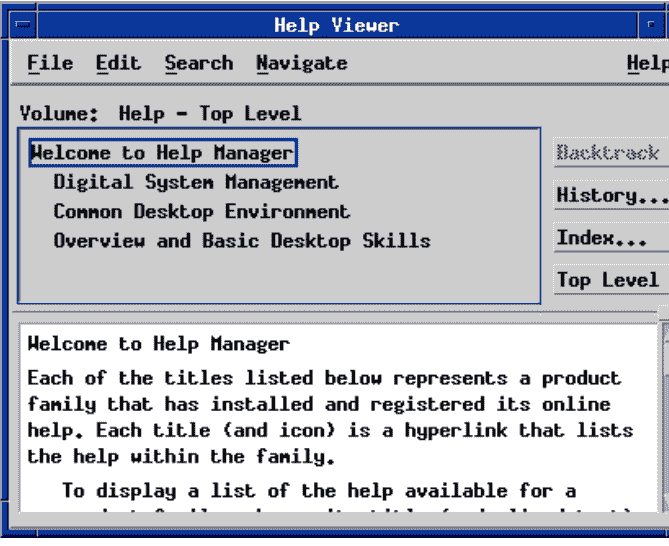 Help Viewer
File Edit Search Navigate Help
Volume: Help - Top Level
Welcome to Help Manager
Digital System Management
Common Desktop Environment
Overview and Basic Desktop Skills
Backtrack
History...
Index...
Top Level
Welcome to Help Manager
Each of the titles listed below represents a product
family that has installed and registered its online
help. Each title (and icon) is a hyperlink that lists
the help within the family.
To display a list of the help available for a